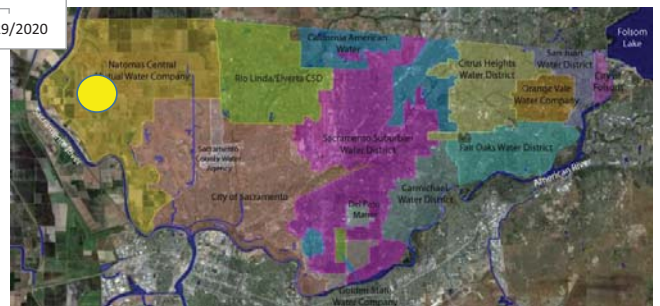 9/2020
Folsom
Lake
California American
Water
Natomas Central
Mutual Water Company
Rio Linda/Elverta CSD
Citrus Heights
Water District
San Juan
Water District
City of
Folsom
Orange Vale
Water Company
Sacramento Suburban
Water District
Fair Oaks Water District
Sacramento
County Water
Agency
American River
City of Sacramento
Carmichael
Water District
Del Paso
Manor
Golden State
Water Company